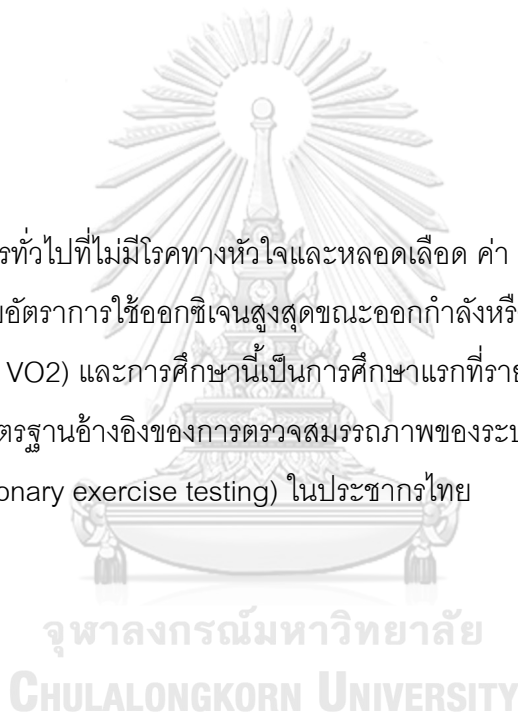 รทั่วไปที่ไม่มีโรคทางหัวใจและหลอดเลือด ค่า
อัตราการใช้ออกซิเจนสูงสุดขณะออกกำลังหรื
VO2) และการศึกษานี้เป็นการศึกษาแรกที่ราย
ตรฐานอ้างอิงของการตรวจสมรรถภาพของระบ
onary exercise testing) ในประชากรไทย
จุฬาลงกรณ์มหาวิทยาลัย
CHULALONGKORN UNIVERSITY